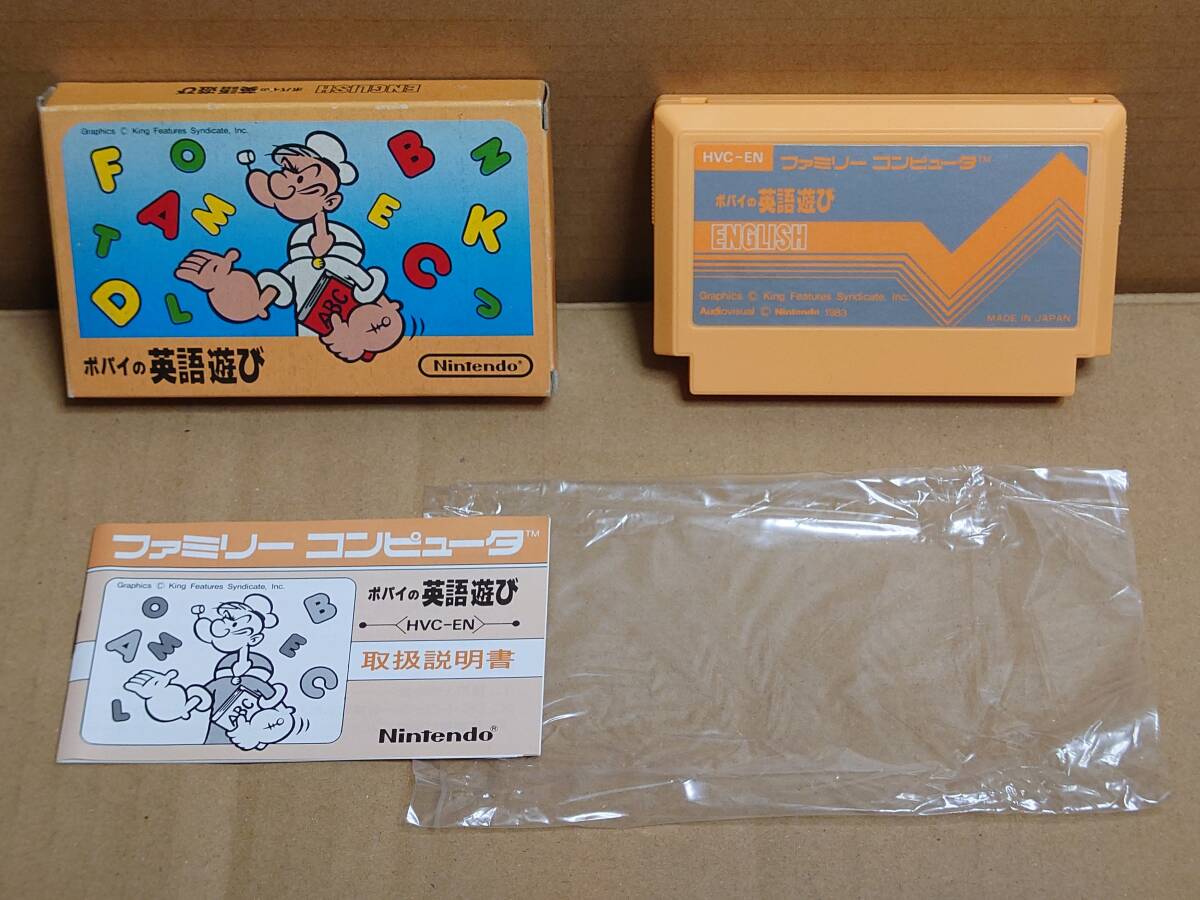 ポパイの英語遊び ENGLISH
Graphics © King Features Syndicate, Inc.
F O B N
A M E
T C K
D L J
ABC
ポパイの英語遊び
Nintendo®
HVC-EN ファミリー コンピュータ™
ポパイの英語遊び
ENGLISH
Graphics © King Features Syndicate, Inc.
Audiovisual © Nintendo 1983
MADE IN JAPAN
ファミリー コンピュータ™
Graphics © King Features Syndicate, Inc.
O B
A M E
L C
ABC
ポパイの英語遊び
HVC-EN
取扱説明書
Nintendo®